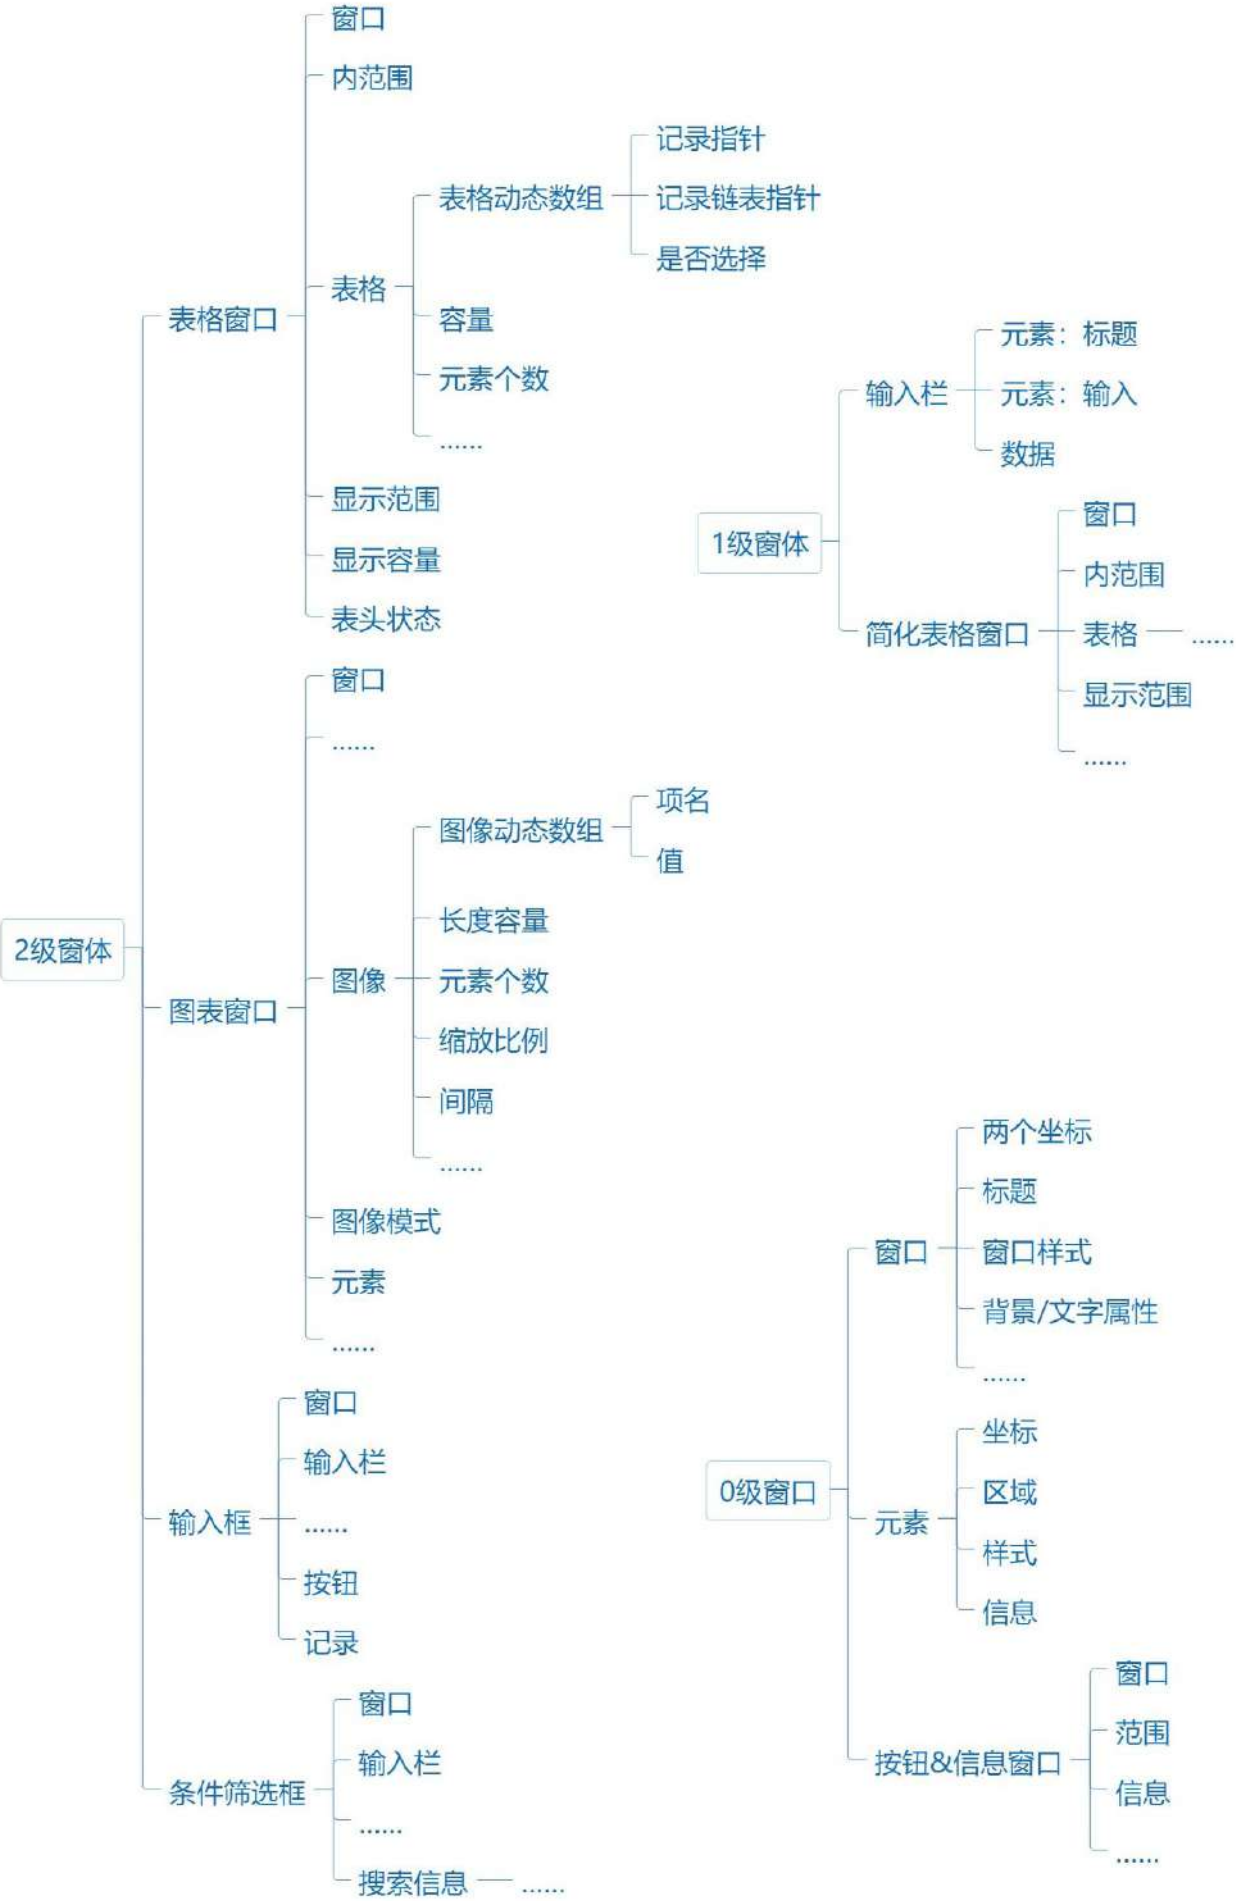 2级窗体
表格窗口
窗口
内范围
表格
表格动态数组
记录指针
记录链表指针
是否选择
容量
元素个数
......
显示范围
显示容量
表头状态
图表窗口
窗口
......
图像
图像动态数组
项名
值
长度容量
元素个数
缩放比例
间隔
......
图像模式
元素
......
输入框
窗口
输入栏
......
按钮
记录
条件筛选框
窗口
输入栏
......
搜索信息
......
1级窗体
输入栏
元素：标题
元素：输入
数据
简化表格窗口
窗口
内范围
表格
......
显示范围
......
0级窗口
窗口
两个坐标
标题
窗口样式
背景/文字属性
......
元素
坐标
区域
样式
信息
按钮&信息窗口
窗口
范围
信息
......